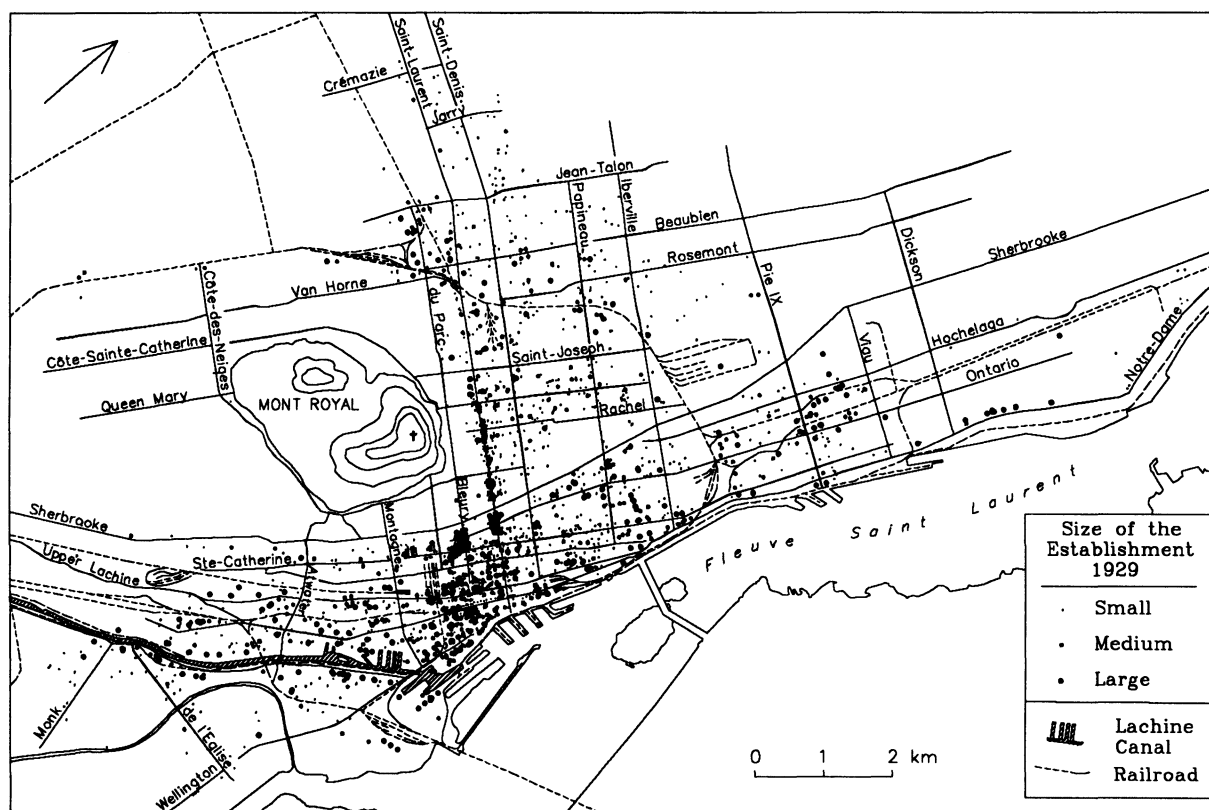 Saint-Laurent
Saint-Denis
Crémazie
Jarry
Jean-Talon
Papineau
Iberville
Beaubien
Rosemont
Dickson
Sherbrooke
Pie IX
Côte-des-Neiges
Van Horne
du Parc
Côte-Sainte-Catherine
Saint-Joseph
Viau
Hochelaga
Notre-Dame
Ontario
Queen Mary
MONT ROYAL
Rachel
Bleury
Sherbrooke
Montagne
Ste-Catherine
Upper Lachine
Atwater
Fleuve Saint Laurent
Monk
de l'Eglise
Wellington
0 1 2 km
Size of the
Establishment
1929
Small
Medium
Large
Lachine
Canal
Railroad